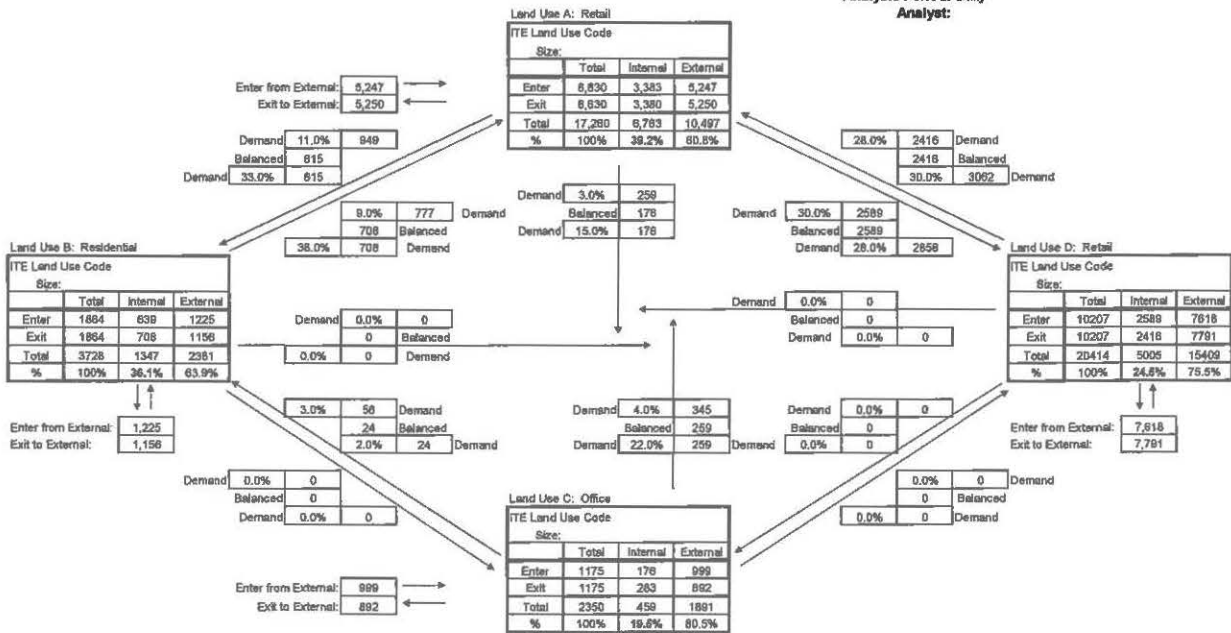 Analyst:
Land Use A: Retail
ITE Land Use Code
Size:
Total Internal External
Enter 8,630 3,383 5,247
Exit 8,630 3,380 5,250
Total 17,260 6,763 10,497
% 100% 39.2% 60.8%
Enter from External: 5,247
Exit to External: 5,250
Demand 11.0% 949
Balanced 615
Demand 33.0% 615
28.0% 2416 Demand
2416 Balanced
30.0% 3062 Demand
Demand 3.0% 259
Balanced 176
Demand 15.0% 176
9.0% 777 Demand
708 Balanced
38.0% 708 Demand
Demand 30.0% 2589
Balanced 2589
Demand 28.0% 2858
Land Use B: Residential
ITE Land Use Code
Size:
Total Internal External
Enter 1864 639 1225
Exit 1864 708 1156
Total 3728 1347 2381
% 100% 36.1% 63.9%
Enter from External: 1,225
Exit to External: 1,156
Demand 0.0% 0
0 Balanced
0.0% 0 Demand
Demand 0.0% 0
Balanced 0
Demand 0.0% 0
Land Use D: Retail
ITE Land Use Code
Size:
Total Internal External
Enter 10207 2589 7618
Exit 10207 2416 7791
Total 20414 5005 15409
% 100% 24.5% 75.5%
Enter from External: 7,618
Exit to External: 7,791
3.0% 56 Demand
24 Balanced
2.0% 24 Demand
Demand 4.0% 345
Balanced 259
Demand 22.0% 259
Demand 0.0% 0
Balanced 0
Demand 0.0% 0
Demand 0.0% 0
Balanced 0
Demand 0.0% 0
0.0% 0 Demand
0 Balanced
0.0% 0 Demand
Land Use C: Office
ITE Land Use Code
Size:
Total Internal External
Enter 1175 176 999
Exit 1175 283 892
Total 2350 459 1891
% 100% 19.5% 80.5%
Enter from External: 999
Exit to External: 892